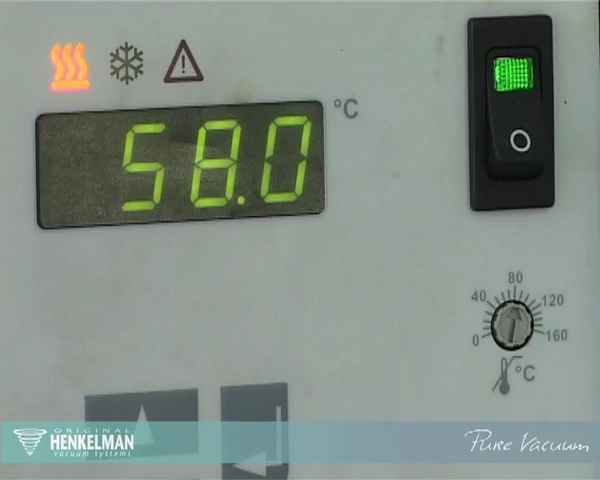 °C
58.0
80
40
120
0
160
°C
ORIGINAL
HENKELMAN
vacuum systems
Pure Vacuum